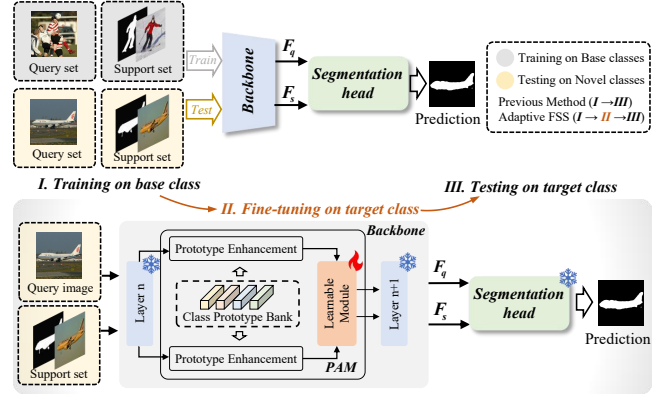 Query set
Support set
Train
Query set
Support set
Test
Backbone
F_q
F_s
Segmentation
head
Prediction
Training on Base classes
Testing on Novel classes
Previous Method (I →III)
Adaptive FSS (I → II →III)
I. Training on base class
II. Fine-tuning on target class
III. Testing on target class
Query image
Support set
Layer n
Prototype Enhancement
Class Prototype Bank
Prototype Enhancement
Learnable
Module
PAM
Backbone
Layer n+1
F_q
F_s
Segmentation
head
Prediction